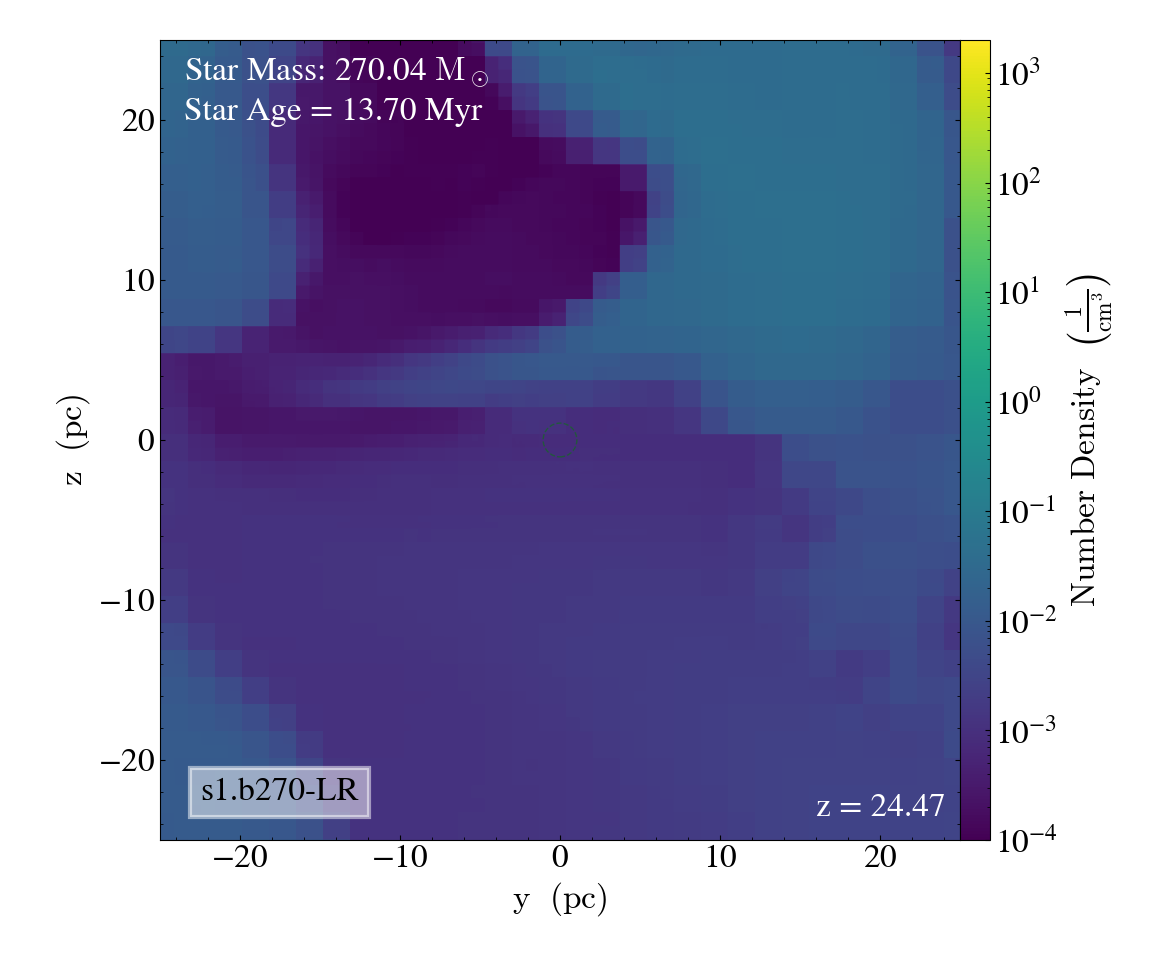 Star Mass: 270.04 M⊙
Star Age = 13.70 Myr
s1.b270-LR
z = 24.47
20
10
0
−10
−20
z (pc)
−20 −10 0 10 20
y (pc)
10³
10²
10¹
10⁰
10⁻¹
10⁻²
10⁻³
10⁻⁴
Number Density (1/cm³)